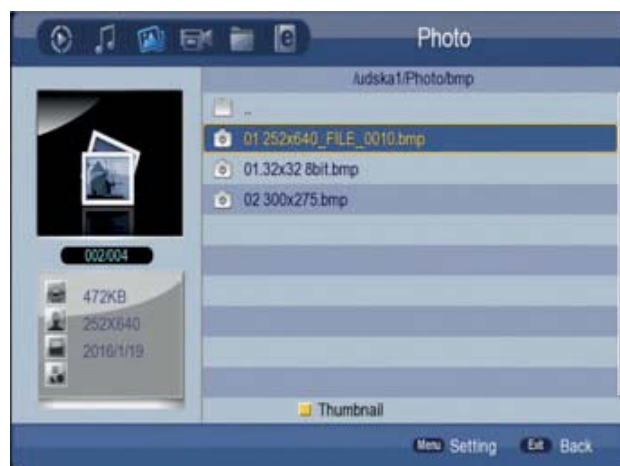 Photo
/udska1/Photo/bmp
..
01 252x640_FILE_0010.bmp
01.32x32 8bit.bmp
02 300x275.bmp
002/004
472KB
252X640
2016/1/19
Thumbnail
Menu Setting Exit Back